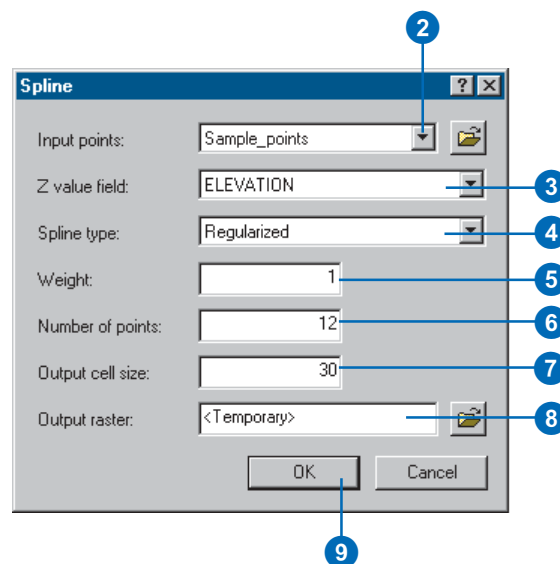 2
Spline
Input points: Sample_points
Z value field: ELEVATION 3
Spline type: Regularized 4
Weight: 1 5
Number of points: 12 6
Output cell size: 30 7
Output raster: <Temporary> 8
OK Cancel
9